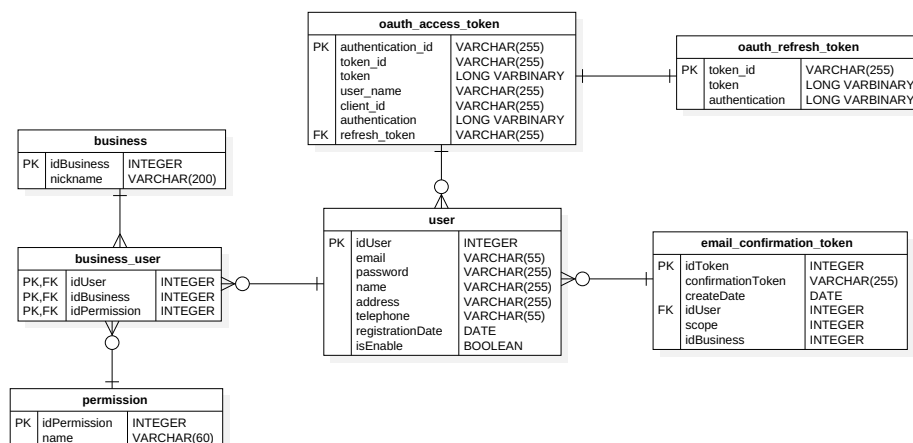 oauth_access_token
PK authentication_id VARCHAR(255)
token_id VARCHAR(255)
token LONG VARBINARY
user_name VARCHAR(255)
client_id VARCHAR(255)
authentication LONG VARBINARY
FK refresh_token VARCHAR(255)
oauth_refresh_token
PK token_id VARCHAR(255)
token LONG VARBINARY
authentication LONG VARBINARY
business
PK idBusiness INTEGER
nickname VARCHAR(200)
business_user
PK,FK idUser INTEGER
PK,FK idBusiness INTEGER
PK,FK idPermission INTEGER
user
PK idUser INTEGER
email VARCHAR(55)
password VARCHAR(255)
name VARCHAR(255)
address VARCHAR(255)
telephone VARCHAR(55)
registrationDate DATE
isEnable BOOLEAN
email_confirmation_token
PK idToken INTEGER
confirmationToken VARCHAR(255)
createDate DATE
FK idUser INTEGER
scope INTEGER
idBusiness INTEGER
permission
PK idPermission INTEGER
name VARCHAR(60)